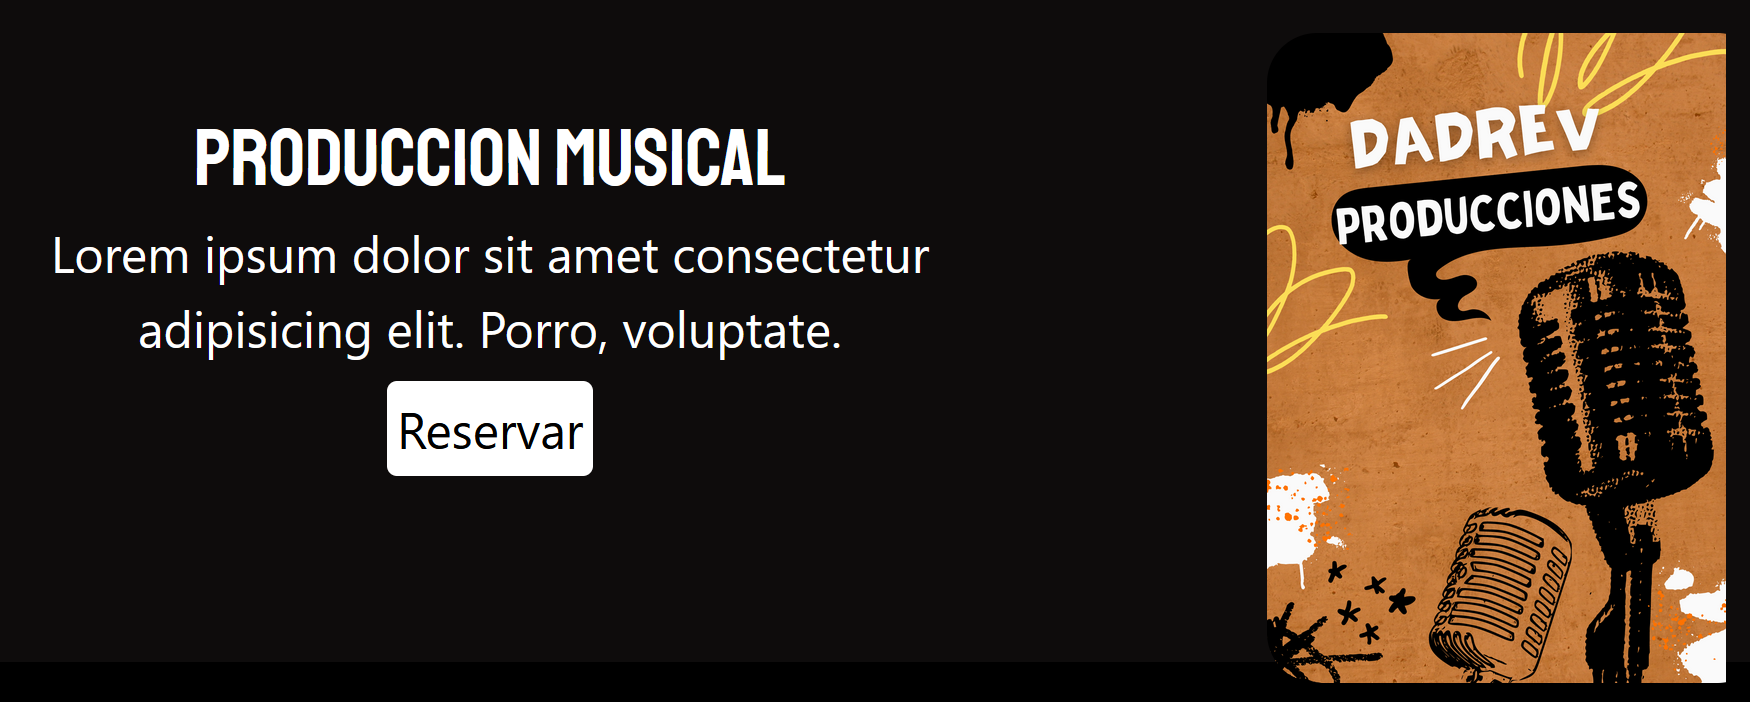 PRODUCCION MUSICAL
Lorem ipsum dolor sit amet consectetur
adipisicing elit. Porro, voluptate.
Reservar
DADREV
PRODUCCIONES